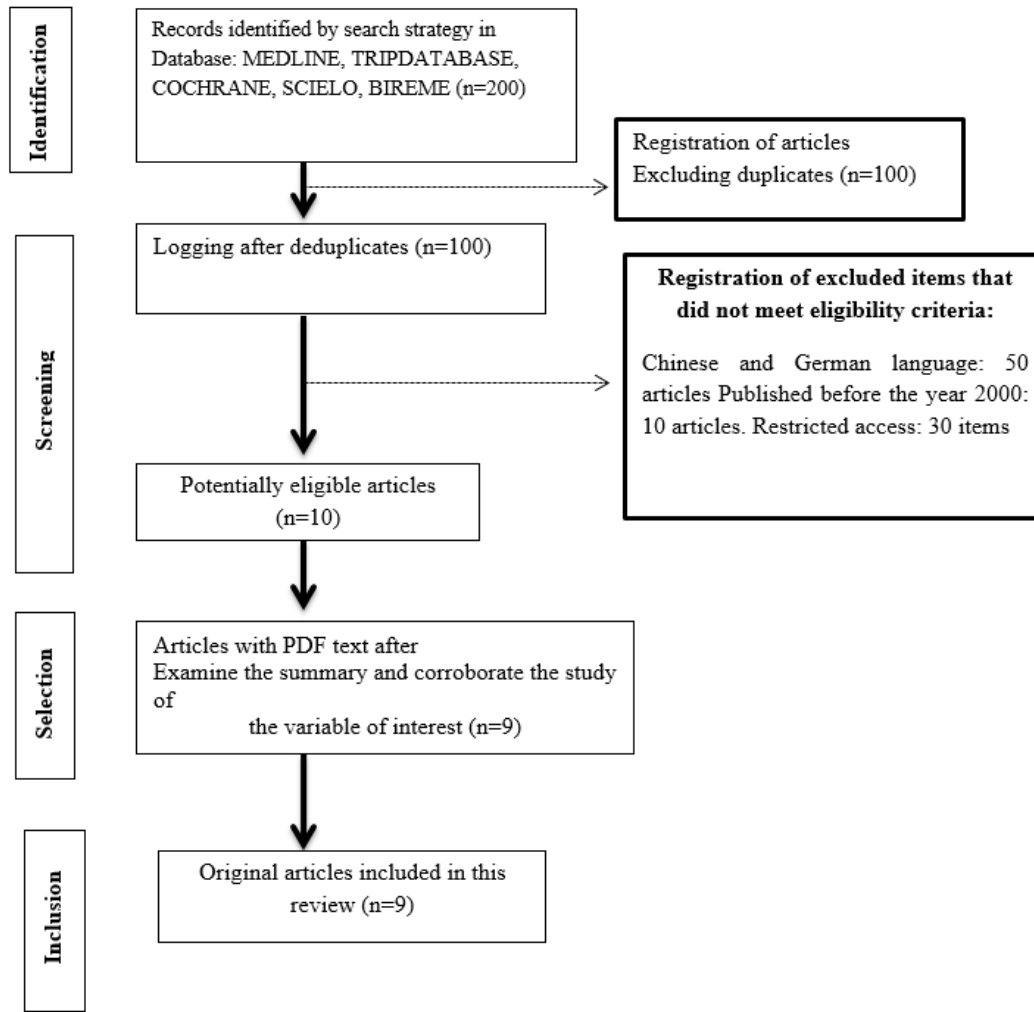 Identification
Records identified by search strategy in
Database: MEDLINE, TRIPDATABASE,
COCHRANE, SCIELO, BIREME (n=200)
Registration of articles
Excluding duplicates (n=100)
Screening
Logging after deduplicates (n=100)
Registration of excluded items that
did not meet eligibility criteria:
Chinese and German language: 50
articles Published before the year 2000:
10 articles. Restricted access: 30 items
Potentially eligible articles
(n=10)
Selection
Articles with PDF text after
Examine the summary and corroborate the study
of
the variable of interest (n=9)
Inclusion
Original articles included in this
review (n=9)